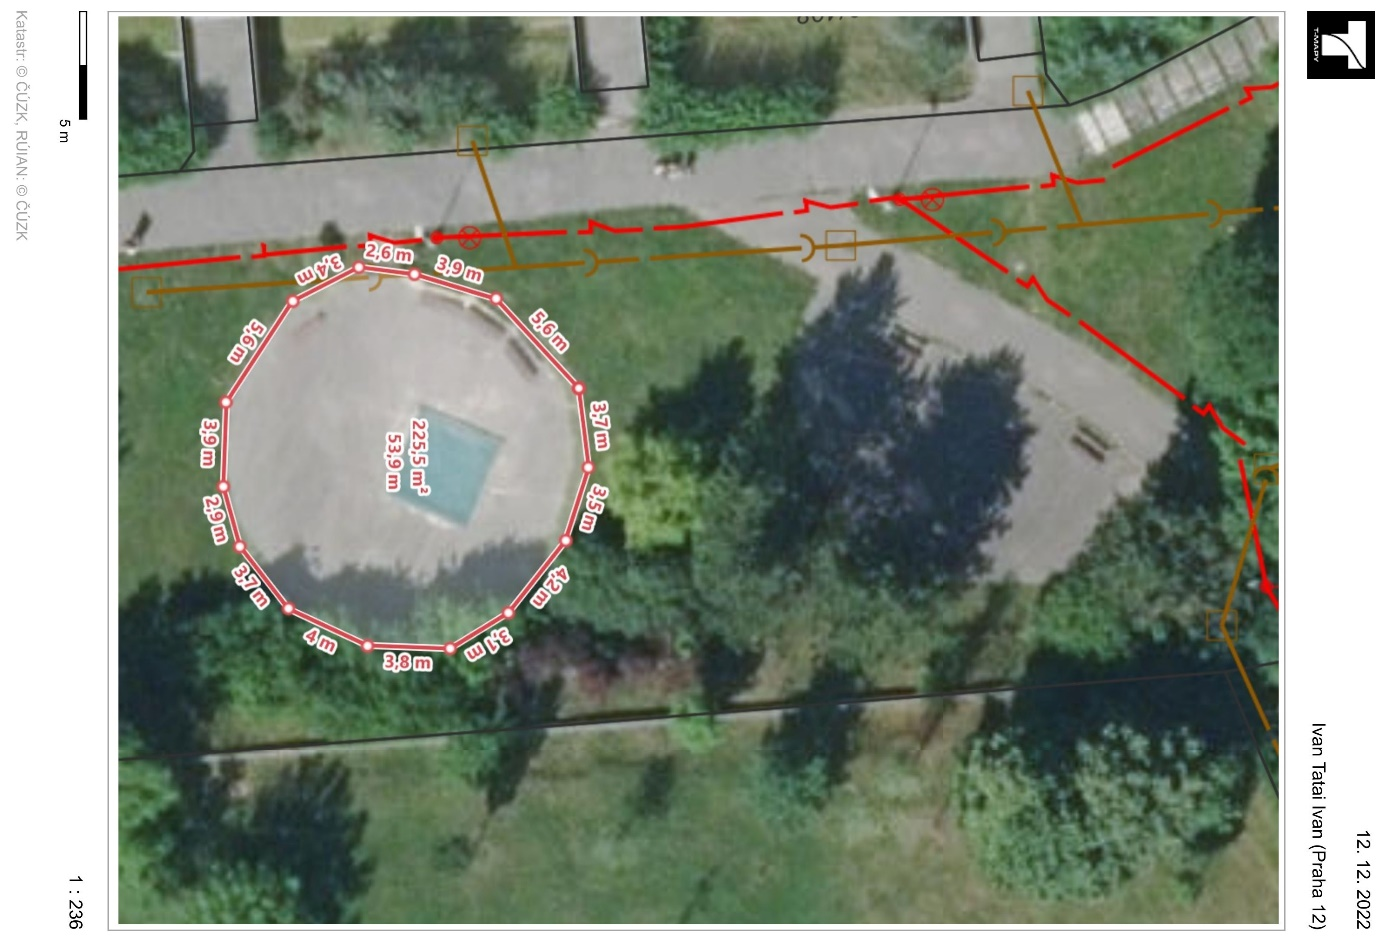 Katastr: © ČÚZK, RÚIAN: © ČÚZK
5 m
1 : 236
2,6 m
3,9 m
5,6 m
3,7 m
3,5 m
4,2 m
3,1 m
3,8 m
4 m
3,7 m
2,9 m
3,9 m
5,6 m
3,4 m
225,5 m²
53,9 m
T-MAPY
Ivan Tatai Ivan (Praha 12)
12. 12. 2022